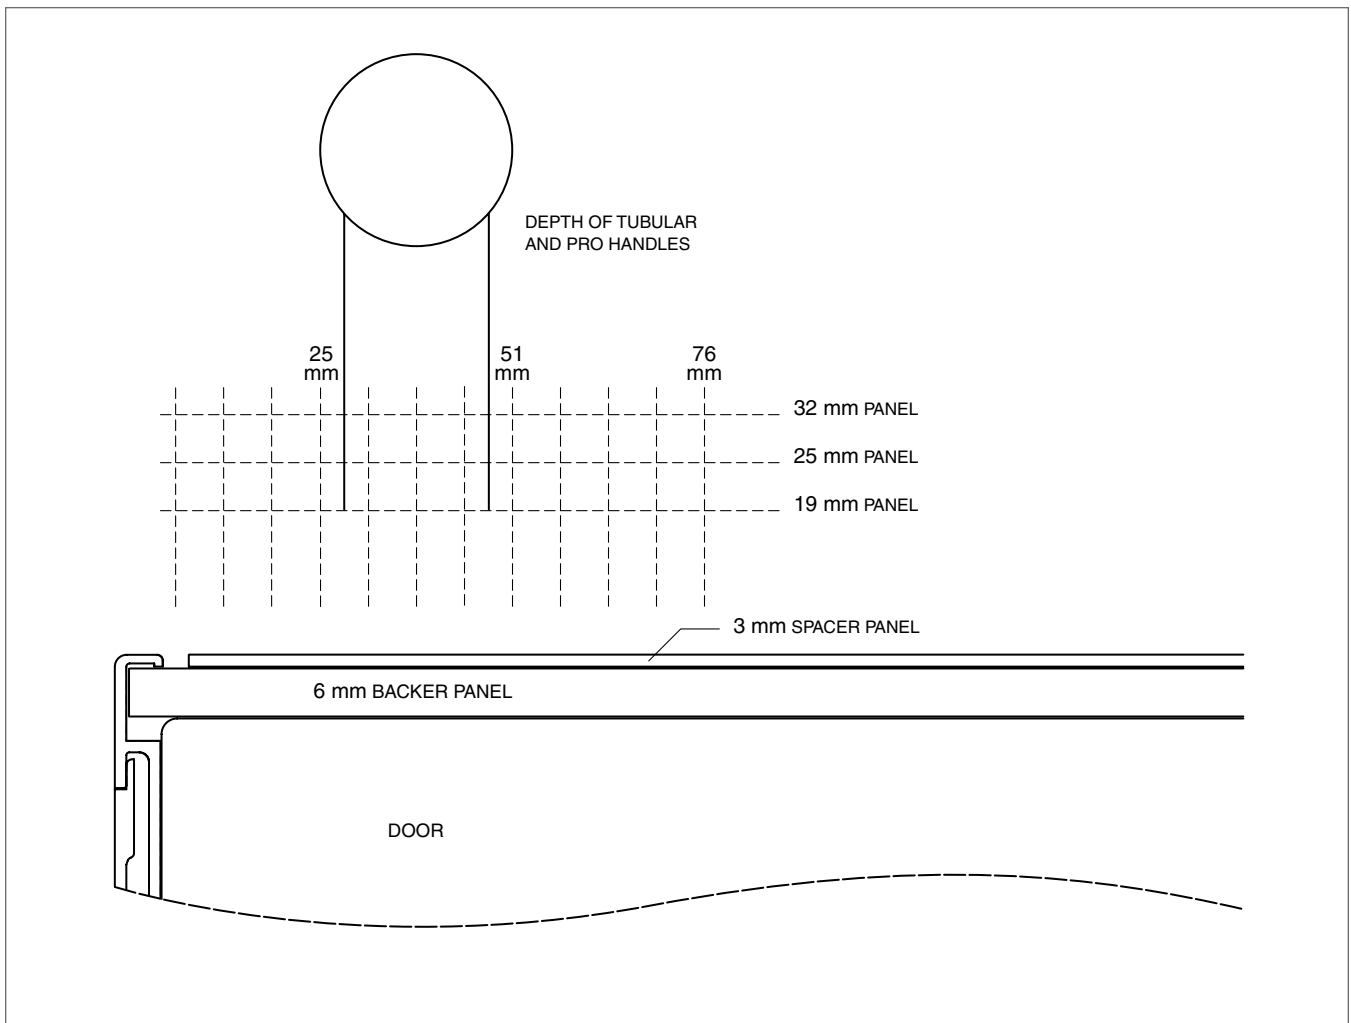 DEPTH OF TUBULAR
AND PRO HANDLES
25
mm
51
mm
76
mm
32 mm PANEL
25 mm PANEL
19 mm PANEL
3 mm SPACER PANEL
6 mm BACKER PANEL
DOOR